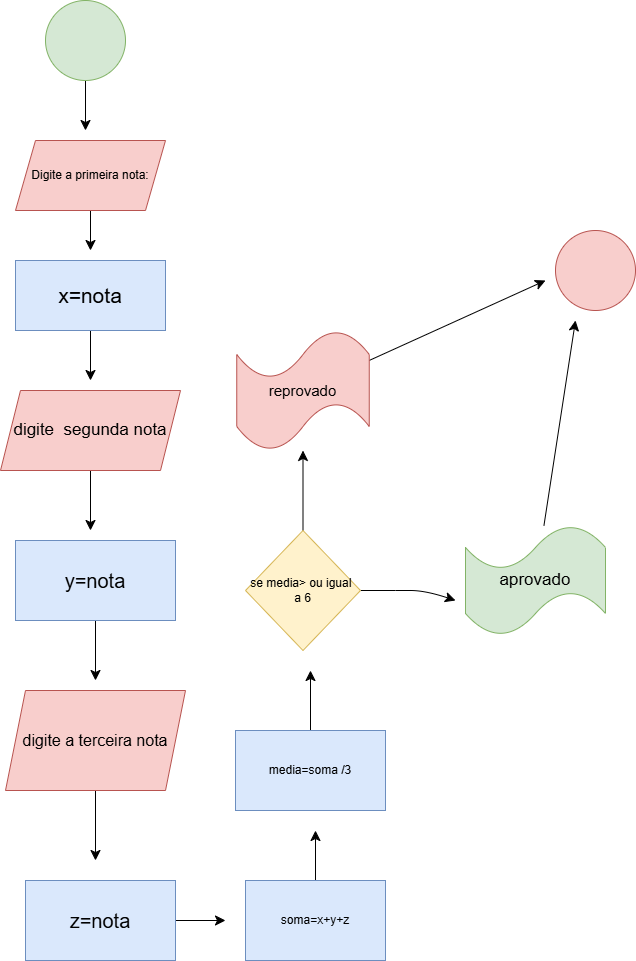 Digite a primeira nota:
x=nota
digite  segunda nota
y=nota
digite a terceira nota
z=nota
soma=x+y+z
media=soma /3
se media> ou igual
a 6
reprovado
aprovado